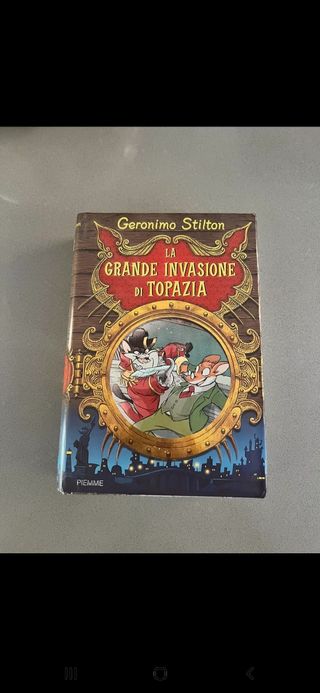 Geronimo Stilton
LA
GRANDE INVASIONE
DI TOPAZIA
PIEMME